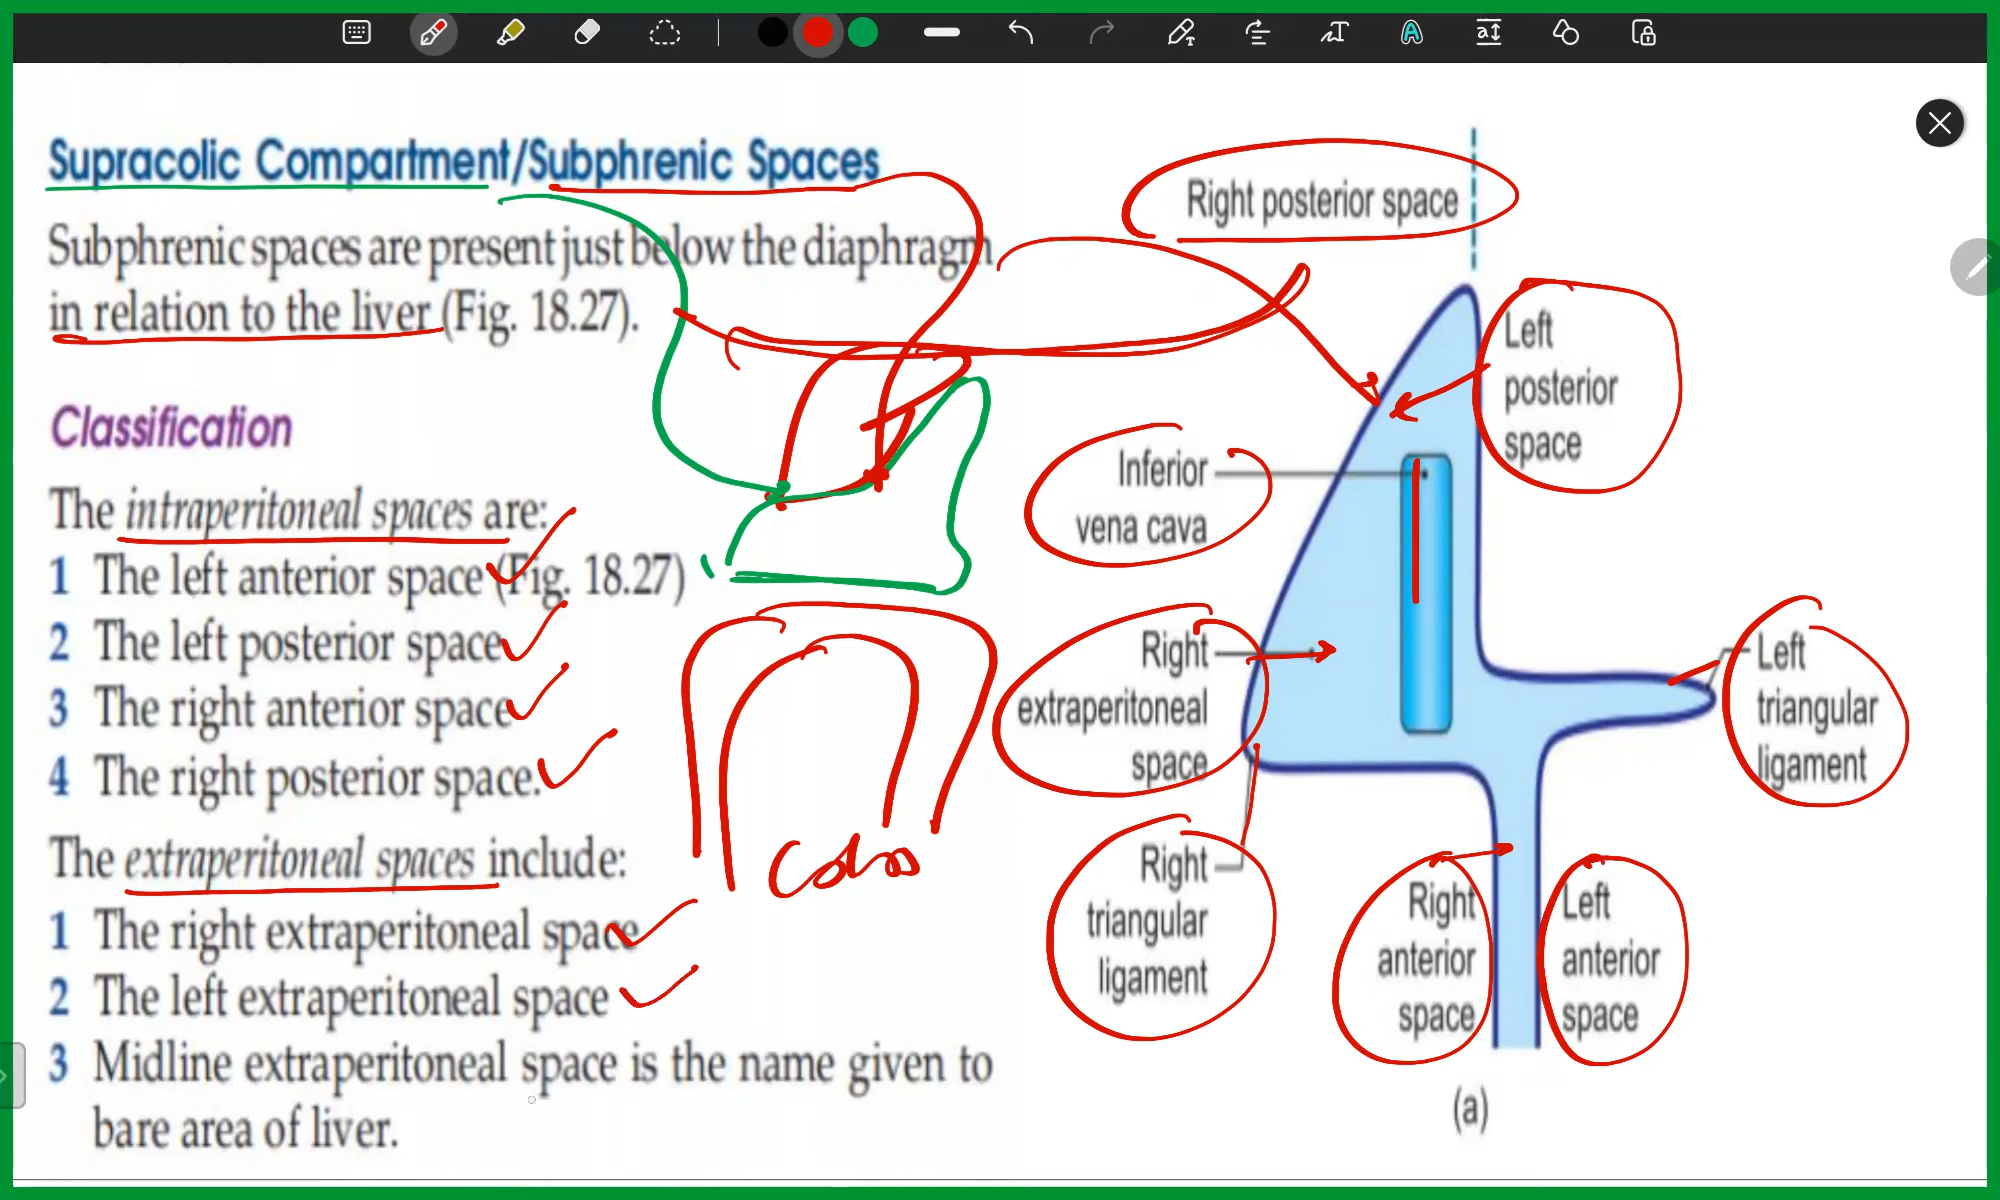 Supracolic Compartment/Subphrenic Spaces
Subphrenic spaces are present just below the diaphragm
in relation to the liver (Fig. 18.27).
Classification
The intraperitoneal spaces are:
1 The left anterior space (Fig. 18.27)
2 The left posterior space
3 The right anterior space
4 The right posterior space.
The extraperitoneal spaces include:
1 The right extraperitoneal space
2 The left extraperitoneal space
3 Midline extraperitoneal space is the name given to
bare area of liver.
Right posterior space
Left
posterior
space
Inferior
vena cava
Right
extraperitoneal
space
Left
triangular
ligament
Right
triangular
ligament
Right
anterior
space
Left
anterior
space
(a)